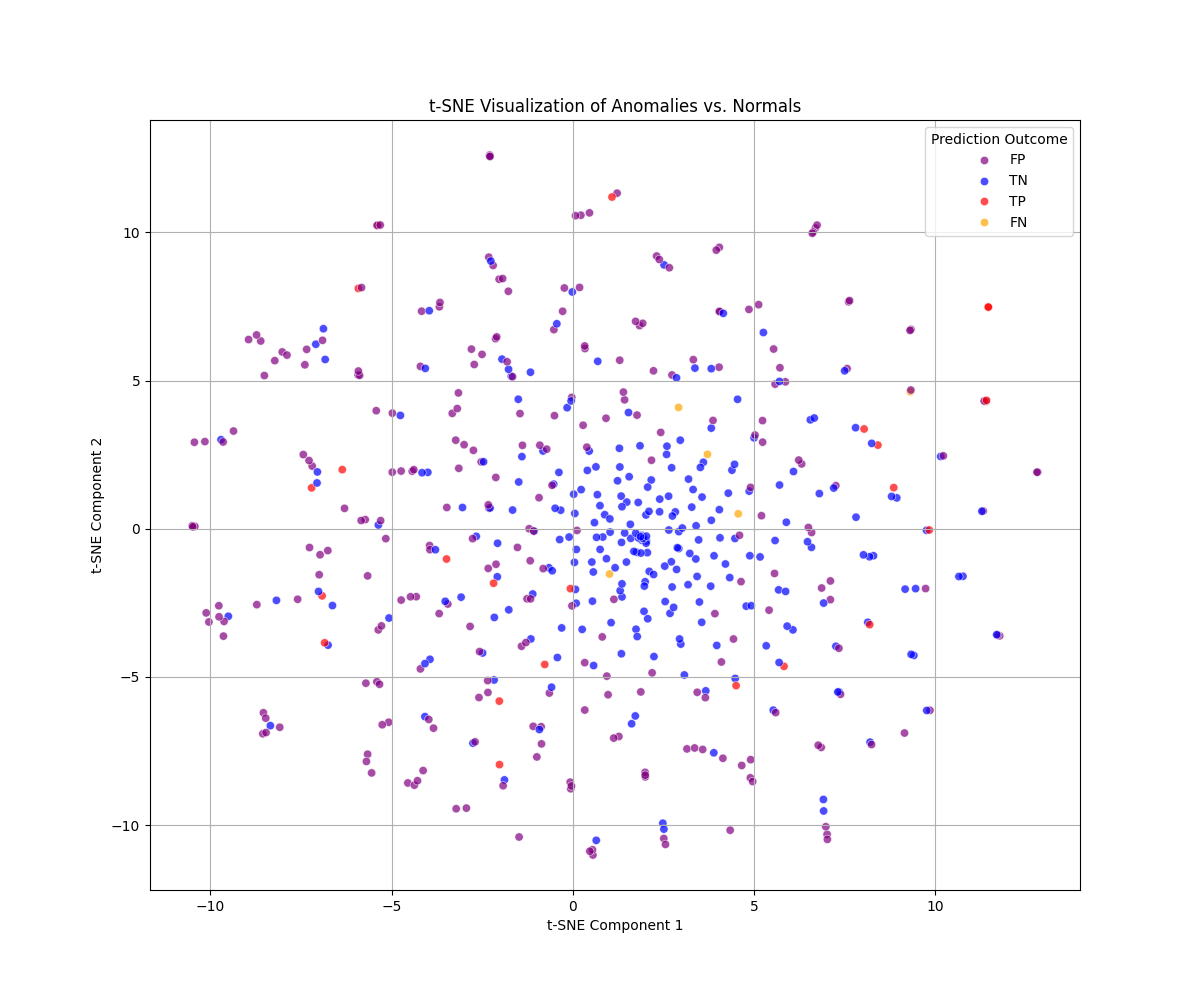 t-SNE Visualization of Anomalies vs. Normals
Prediction Outcome
FP
TN
TP
FN
10
5
0
−5
−10
t-SNE Component 2
−10
−5
0
5
10
t-SNE Component 1